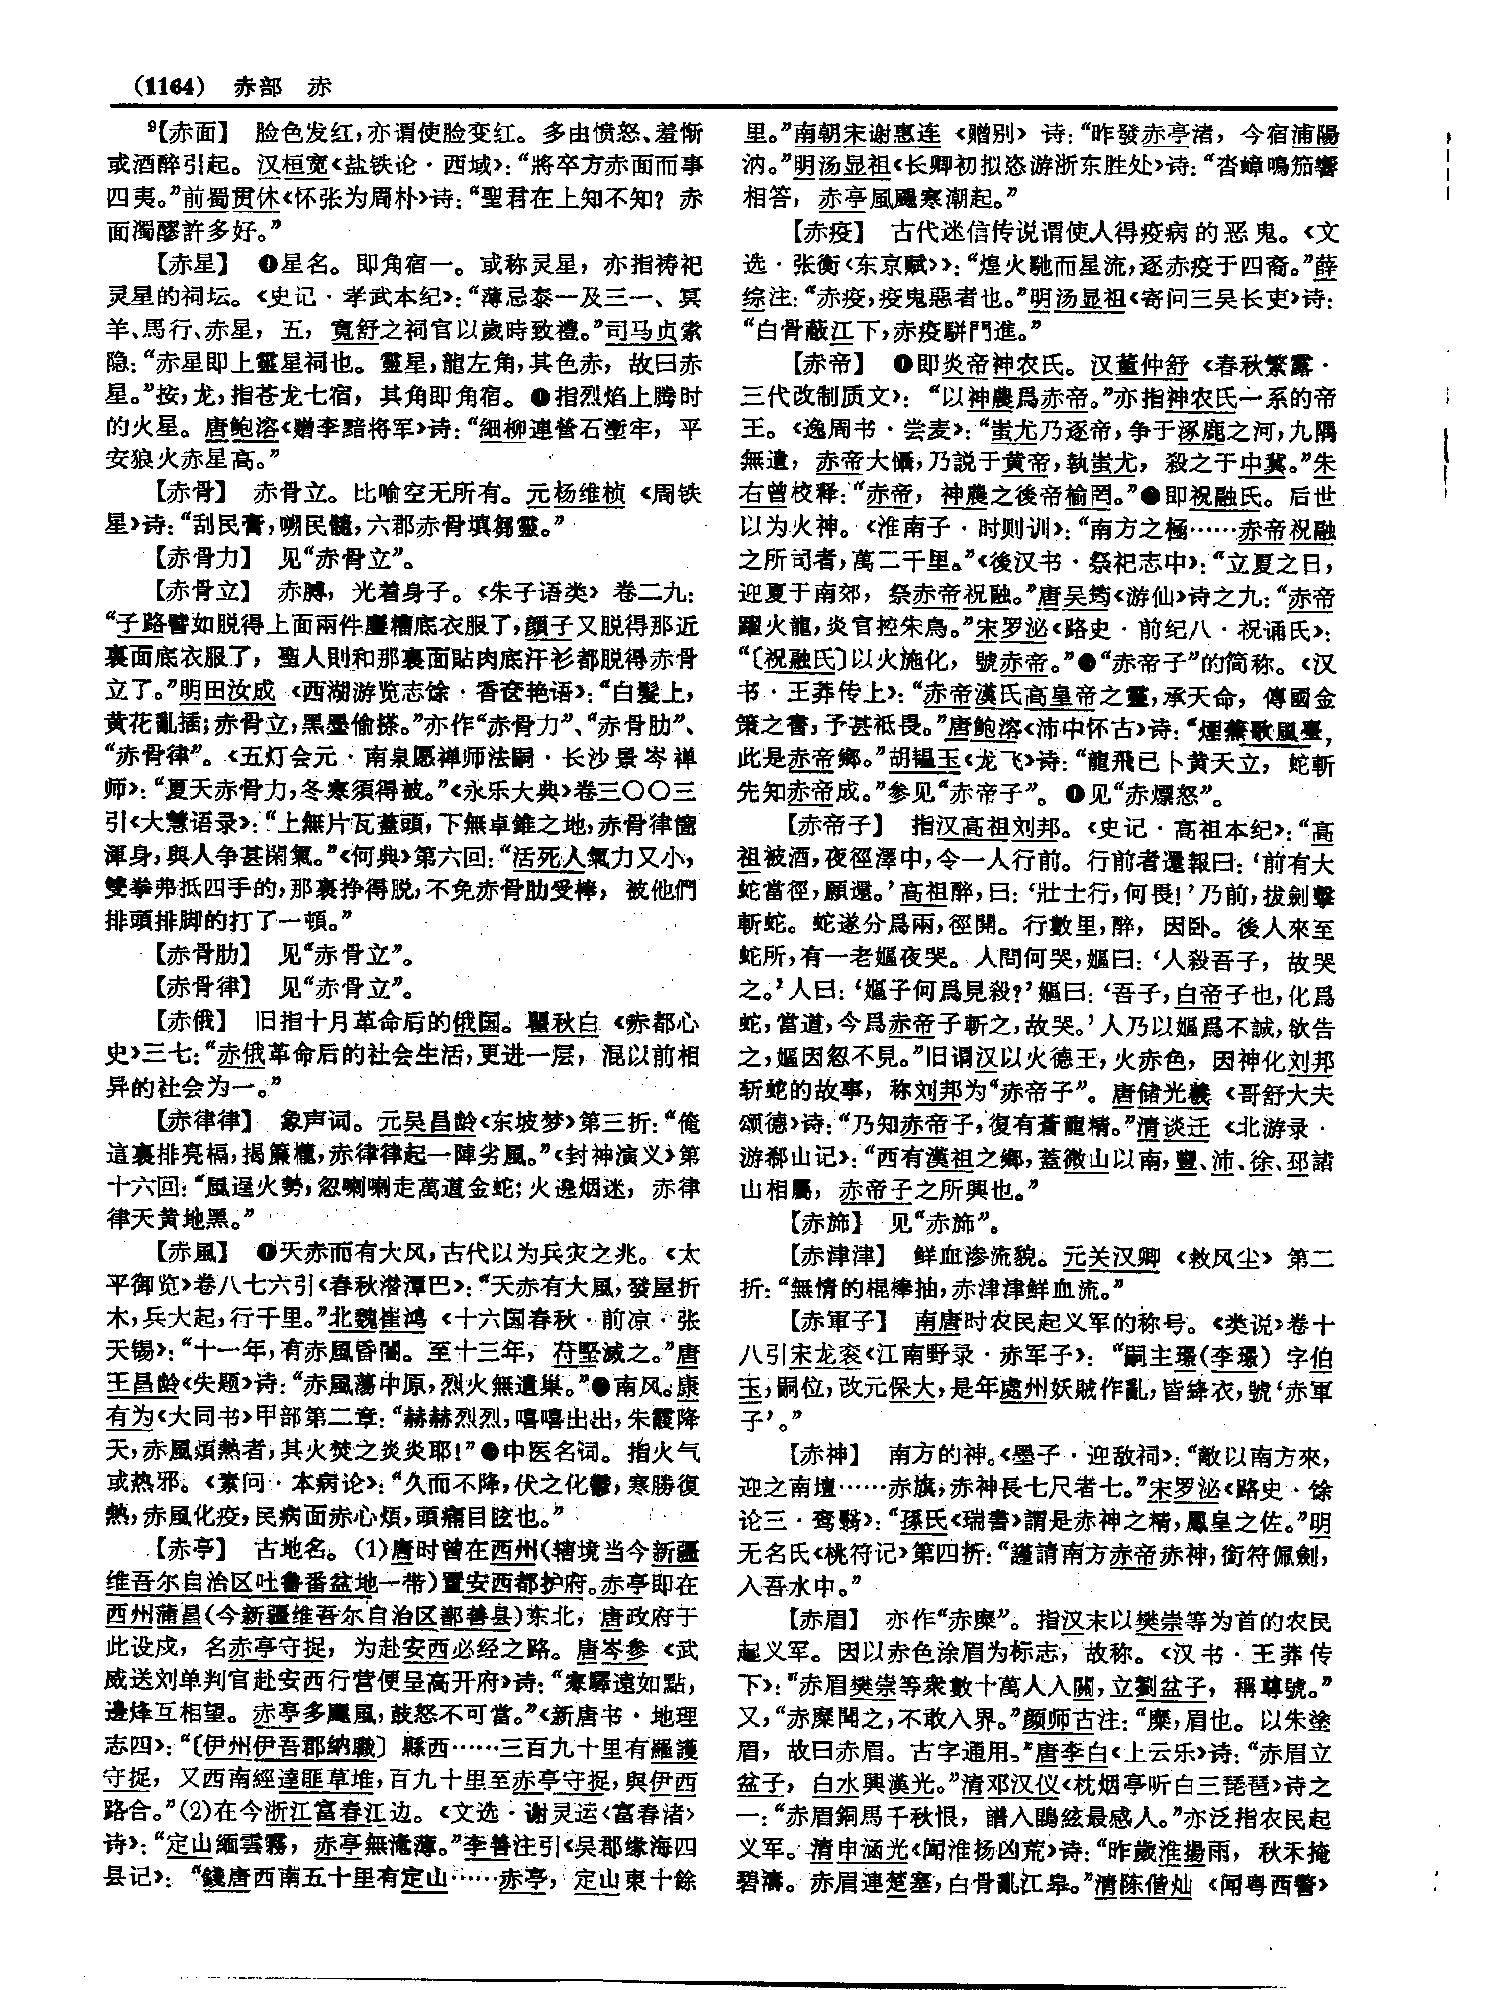 (1164) 赤部 赤
⁹【赤面】 脸色发红，亦谓使脸变红。多由愤怒、羞惭
或酒醉引起。汉桓宽《盐铁论·西域》：“將卒方赤面而事
四夷。”前蜀贯休《怀张为周朴》诗：“聖君在上知不知？赤
面濁醪許多好。”
【赤星】 ❶星名。即角宿一。或称灵星，亦指祷祀
灵星的祠坛。《史记·孝武本纪》：“薄忌泰一及三一、冥
羊、馬行、赤星，五，寬舒之祠官以歲時致禮。”司马贞索
隐：“赤星即上靈星祠也。靈星，龍左角，其色赤，故曰赤
星。”按，龙，指苍龙七宿，其角即角宿。❷指烈焰上腾时
的火星。唐鲍溶《赠李黯将军》诗：“細柳連營石塹牢，平
安狼火赤星高。”
【赤骨】 赤骨立。比喻空无所有。元杨维桢《周铁
星》诗：“刮民膏，嗍民髓，六郡赤骨填芻靈。”
【赤骨力】 见“赤骨立”。
【赤骨立】 赤膊，光着身子。《朱子语类》卷二九：
“子路譬如脱得上面兩件麤糟底衣服了，顔子又脱得那近
裏面底衣服了，聖人則和那裏面貼肉底汗衫都脱得赤骨
立了。”明田汝成《西湖游览志馀·香奁艳语》：“白髮上，
黄花亂插；赤骨立，黑墨偷搽。”亦作“赤骨力”、“赤骨肋”、
“赤骨律”。《五灯会元·南泉愿禅师法嗣·长沙景岑禅
师》：“夏天赤骨力，冬寒須得被。”《永乐大典》卷三〇〇三
引《大慧语录》：“上無片瓦蓋頭，下無卓錐之地，赤骨律窮
渾身，與人争甚閑氣。”《何典》第六回：“活死人氣力又小，
雙拳弗抵四手的，那裏挣得脱，不免赤骨肋受棒，被他們
排頭排脚的打了一頓。”
【赤骨肋】 见“赤骨立”。
【赤骨律】 见“赤骨立”。
【赤俄】 旧指十月革命后的俄国。瞿秋白《赤都心
史》三七：“赤俄革命后的社会生活，更进一层，混以前相
异的社会为一。”
【赤律律】 象声词。元吴昌龄《东坡梦》第三折：“俺
這裏排亮槅，揭簾櫳，赤律律起一陣劣風。”《封神演义》第
十六回：“風逞火勢，忽喇喇走萬道金蛇；火邊烟迷，赤律
律天黄地黑。”
【赤風】 ❶天赤而有大风，古代以为兵灾之兆。《太
平御览》卷八七六引《春秋潜潭巴》：“天赤有大風，發屋折
木，兵大起，行千里。”北魏崔鸿《十六国春秋·前凉·张
天锡》：“十一年，有赤風昏闇。至十三年，苻堅滅之。”唐
王昌龄《失题》诗：“赤風蕩中原，烈火無遺巢。”❷南风。康
有为《大同书》甲部第二章：“赫赫烈烈，嘻嘻出出，朱霞降
天，赤風煩熱者，其火焚之炎炎耶！”❸中医名词。指火气
或热邪。《素问·本病论》：“久而不降，伏之化鬱，寒勝復
熱，赤風化疫，民病面赤心煩，頭痛目眩也。”
【赤亭】 古地名。(1)唐时曾在西州(辖境当今新疆
维吾尔自治区吐鲁番盆地一带)置安西都护府。赤亭即在
西州蒲昌(今新疆维吾尔自治区鄯善县)东北，唐政府于
此设戍，名赤亭守捉，为赴安西必经之路。唐岑参《武
威送刘单判官赴安西行营便呈高开府》诗：“寒驛遠如點，
邊烽互相望。赤亭多飄風，鼓怒不可當。”《新唐书·地理
志四》：“〔伊州伊吾郡納職〕縣西……三百九十里有羅護
守捉，又西南經達匪草堆，百九十里至赤亭守捉，與伊西
路合。”(2)在今浙江富春江边。《文选·谢灵运〈富春渚〉
诗》：“定山緬雲霧，赤亭無淹薄。”李善注引《吴郡缘海四
县记》：“錢唐西南五十里有定山……赤亭，定山東十餘
里。”南朝宋谢惠连《赠别》诗：“昨發赤亭渚，今宿浦陽
汭。”明汤显祖《长卿初拟恣游浙东胜处》诗：“沓嶂鳴笳響
相答，赤亭風颸寒潮起。”
【赤疫】 古代迷信传说谓使人得疫病的恶鬼。《文
选·张衡〈东京赋〉》：“煌火馳而星流，逐赤疫于四裔。”薛
综注：“赤疫，疫鬼惡者也。”明汤显祖《寄问三吴长吏》诗：
“白骨蔽江下，赤疫駢門進。”
【赤帝】 ❶即炎帝神农氏。汉董仲舒《春秋繁露·
三代改制质文》：“以神農爲赤帝。”亦指神农氏一系的帝
王。《逸周书·尝麦》：“蚩尤乃逐帝，争于涿鹿之河，九隅
無遺，赤帝大懾，乃説于黄帝，執蚩尤，殺之于中冀。”朱
右曾校释：“赤帝，神農之後帝榆罔。”❷即祝融氏。后世
以为火神。《淮南子·时则训》：“南方之極……赤帝祝融
之所司者，萬二千里。”《後汉书·祭祀志中》：“立夏之日，
迎夏于南郊，祭赤帝祝融。”唐吴筠《游仙》诗之九：“赤帝
躍火龍，炎官控朱鳥。”宋罗泌《路史·前纪八·祝诵氏》：
“〔祝融氏〕以火施化，號赤帝。”❸“赤帝子”的简称。《汉
书·王莽传上》：“赤帝漢氏高皇帝之靈，承天命，傳國金
策之書，予甚祗畏。”唐鲍溶《沛中怀古》诗：“煙蕪歌風臺，
此是赤帝鄉。”胡韫玉《龙飞》诗：“龍飛已卜黄天立，蛇斬
先知赤帝成。”参见“赤帝子”。❹见“赤熛怒”。
【赤帝子】 指汉高祖刘邦。《史记·高祖本纪》：“高
祖被酒，夜徑澤中，令一人行前。行前者還報曰：‘前有大
蛇當徑，願還。’高祖醉，曰：‘壯士行，何畏！’乃前，拔劍擊
斬蛇。蛇遂分爲兩，徑開。行數里，醉，因卧。後人來至
蛇所，有一老嫗夜哭。人問何哭，嫗曰：‘人殺吾子，故哭
之。’人曰：‘嫗子何爲見殺？’嫗曰：‘吾子，白帝子也，化爲
蛇，當道，今爲赤帝子斬之，故哭。’人乃以嫗爲不誠，欲告
之，嫗因忽不見。”旧谓汉以火德王，火赤色，因神化刘邦
斩蛇的故事，称刘邦为“赤帝子”。唐储光羲《哥舒大夫
颂德》诗：“乃知赤帝子，復有蒼龍精。”清谈迁《北游录·
游郗山记》：“西有漢祖之鄉，蓋微山以南，豐、沛、徐、邳諸
山相屬，赤帝子之所興也。”
【赤斾】 见“赤旆”。
【赤津津】 鲜血渗流貌。元关汉卿《救风尘》第二
折：“無情的棍棒抽，赤津津鮮血流。”
【赤軍子】 南唐时农民起义军的称号。《类说》卷十
八引宋龙衮《江南野录·赤军子》：“嗣主璟(李璟)字伯
玉，嗣位，改元保大，是年處州妖賊作亂，皆絳衣，號‘赤軍
子’。”
【赤神】 南方的神。《墨子·迎敌祠》：“敵以南方來，
迎之南壇……赤旗，赤神長七尺者七。”宋罗泌《路史·馀
论三·鸾翳》：“孫氏《瑞書》謂是赤神之精，鳳皇之佐。”明
无名氏《桃符记》第四折：“謹請南方赤帝赤神，銜符佩劍，
入吾水中。”
【赤眉】 亦作“赤糜”。指汉末以樊崇等为首的农民
起义军。因以赤色涂眉为标志，故称。《汉书·王莽传
下》：“赤眉樊崇等衆數十萬人入關，立劉盆子，稱尊號。”
又，“赤糜聞之，不敢入界。”颜师古注：“糜，眉也。以朱塗
眉，故曰赤眉。古字通用。”唐李白《上云乐》诗：“赤眉立
盆子，白水興漢光。”清邓汉仪《枕烟亭听白三琵琶》诗之
一：“赤眉銅馬千秋恨，譜入鵾絃最感人。”亦泛指农民起
义军。清申涵光《闻淮扬凶荒》诗：“昨歲淮揚雨，秋禾掩
碧濤。赤眉連楚塞，白骨亂江皋。”清陈偕灿《闻粤西警》